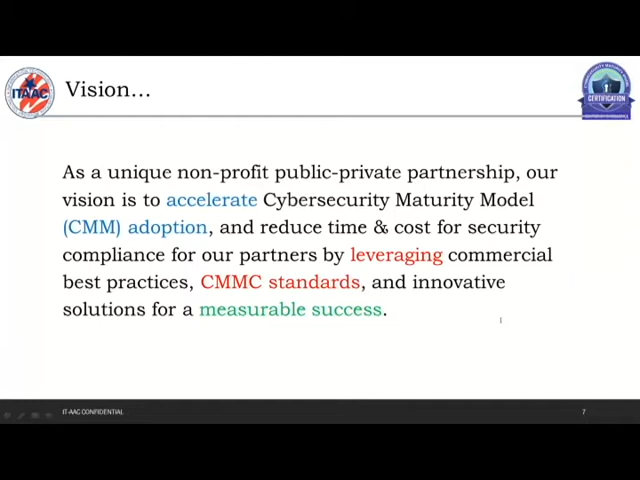 ITAAC
Vision...
CERTIFICATION
As a unique non-profit public-private partnership, our
vision is to accelerate Cybersecurity Maturity Model
(CMM) adoption, and reduce time & cost for security
compliance for our partners by leveraging commercial
best practices, CMMC standards, and innovative
solutions for a measurable success.
IT-AAC CONFIDENTIAL
7